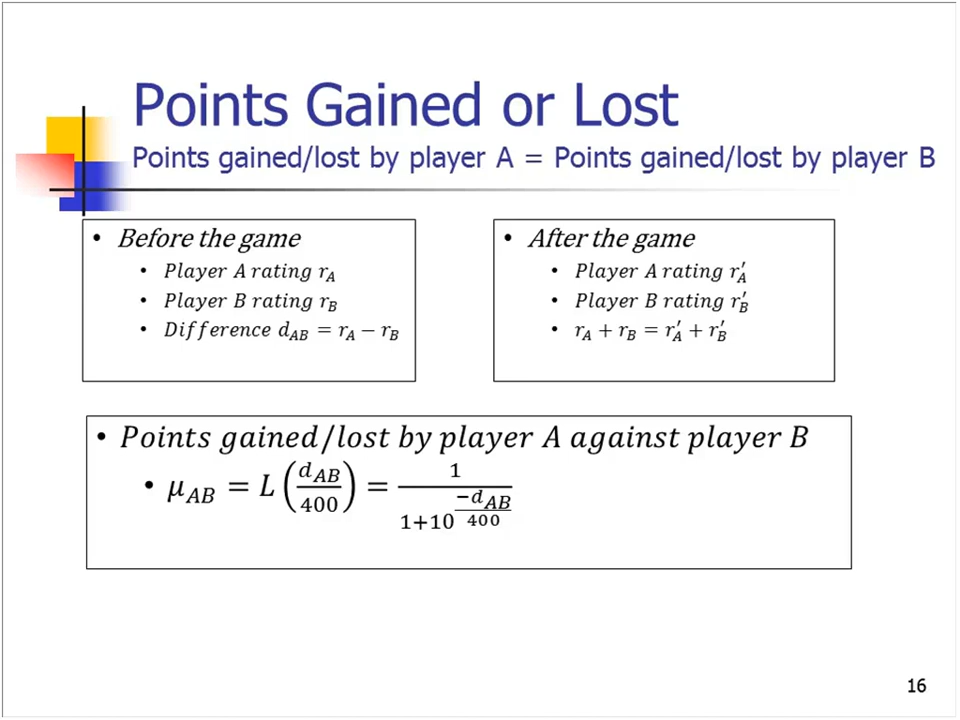 Points Gained or Lost
Points gained/lost by player A = Points gained/lost by player B
• Before the game
• Player A rating r_A
• Player B rating r_B
• Difference d_AB = r_A − r_B
• After the game
• Player A rating r′_A
• Player B rating r′_B
• r_A + r_B = r′_A + r′_B
• Points gained/lost by player A against player B
• μ_AB = L(d_AB/400) = 1/(1+10^(−d_AB/400))
16